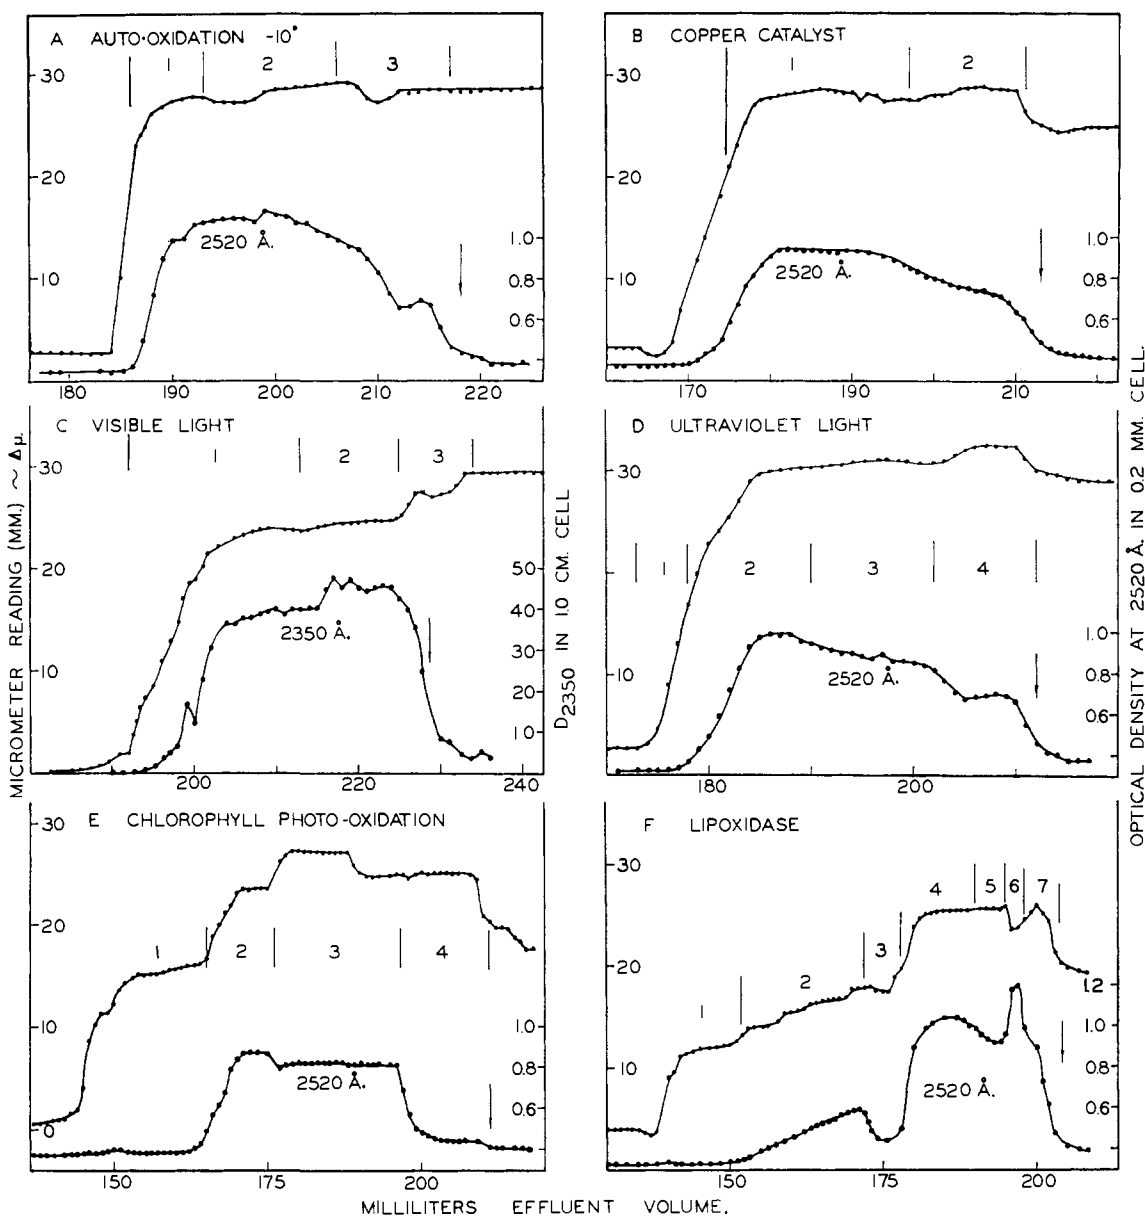 A AUTO·OXIDATION -10°
1 2 3
30
20
10
2520 Å.
1.0
0.8
0.6
180 190 200 210 220
B COPPER CATALYST
1 2
30
20
10
2520 Å.
1.0
0.8
0.6
170 190 210
C VISIBLE LIGHT
1 2 3
30
20
10
2350 Å.
50
40
30
20
10
200 220 240
D2350 IN 1.0 CM. CELL
D ULTRAVIOLET LIGHT
30
1 2 3 4
10
2520 Å.
1.0
0.8
0.6
180 200
E CHLOROPHYLL PHOTO-OXIDATION
30
20
10
0
1 2 3 4
2520 Å.
1.0
0.8
0.6
150 175 200
F LIPOXIDASE
30
20
10
1 2 3 4 5 6 7
2520 Å.
1.2
1.0
0.8
0.6
150 175 200
MICROMETER READING (MM.) ~ Δμ.
OPTICAL DENSITY AT 2520 Å. IN 0.2 MM. CELL.
MILLILITERS EFFLUENT VOLUME.